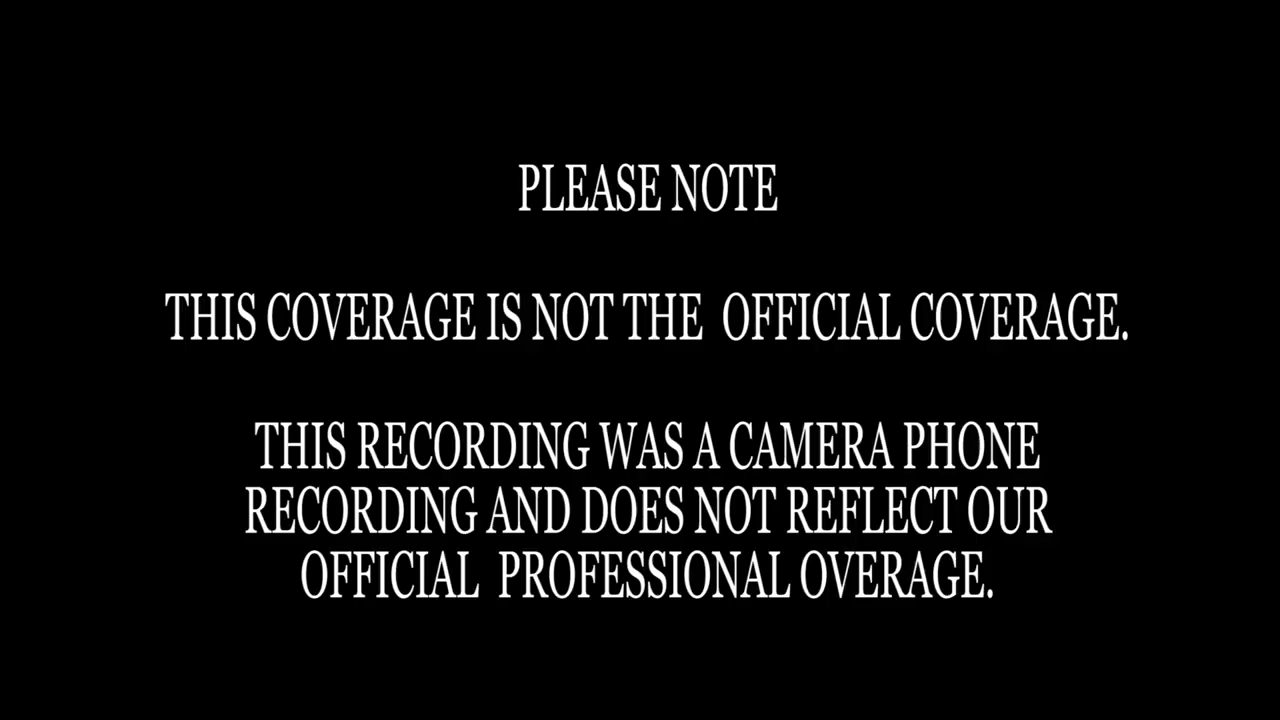 PLEASE NOTE
THIS COVERAGE IS NOT THE  OFFICIAL COVERAGE.
THIS RECORDING WAS A CAMERA PHONE
RECORDING AND DOES NOT REFLECT OUR
OFFICIAL  PROFESSIONAL OVERAGE.